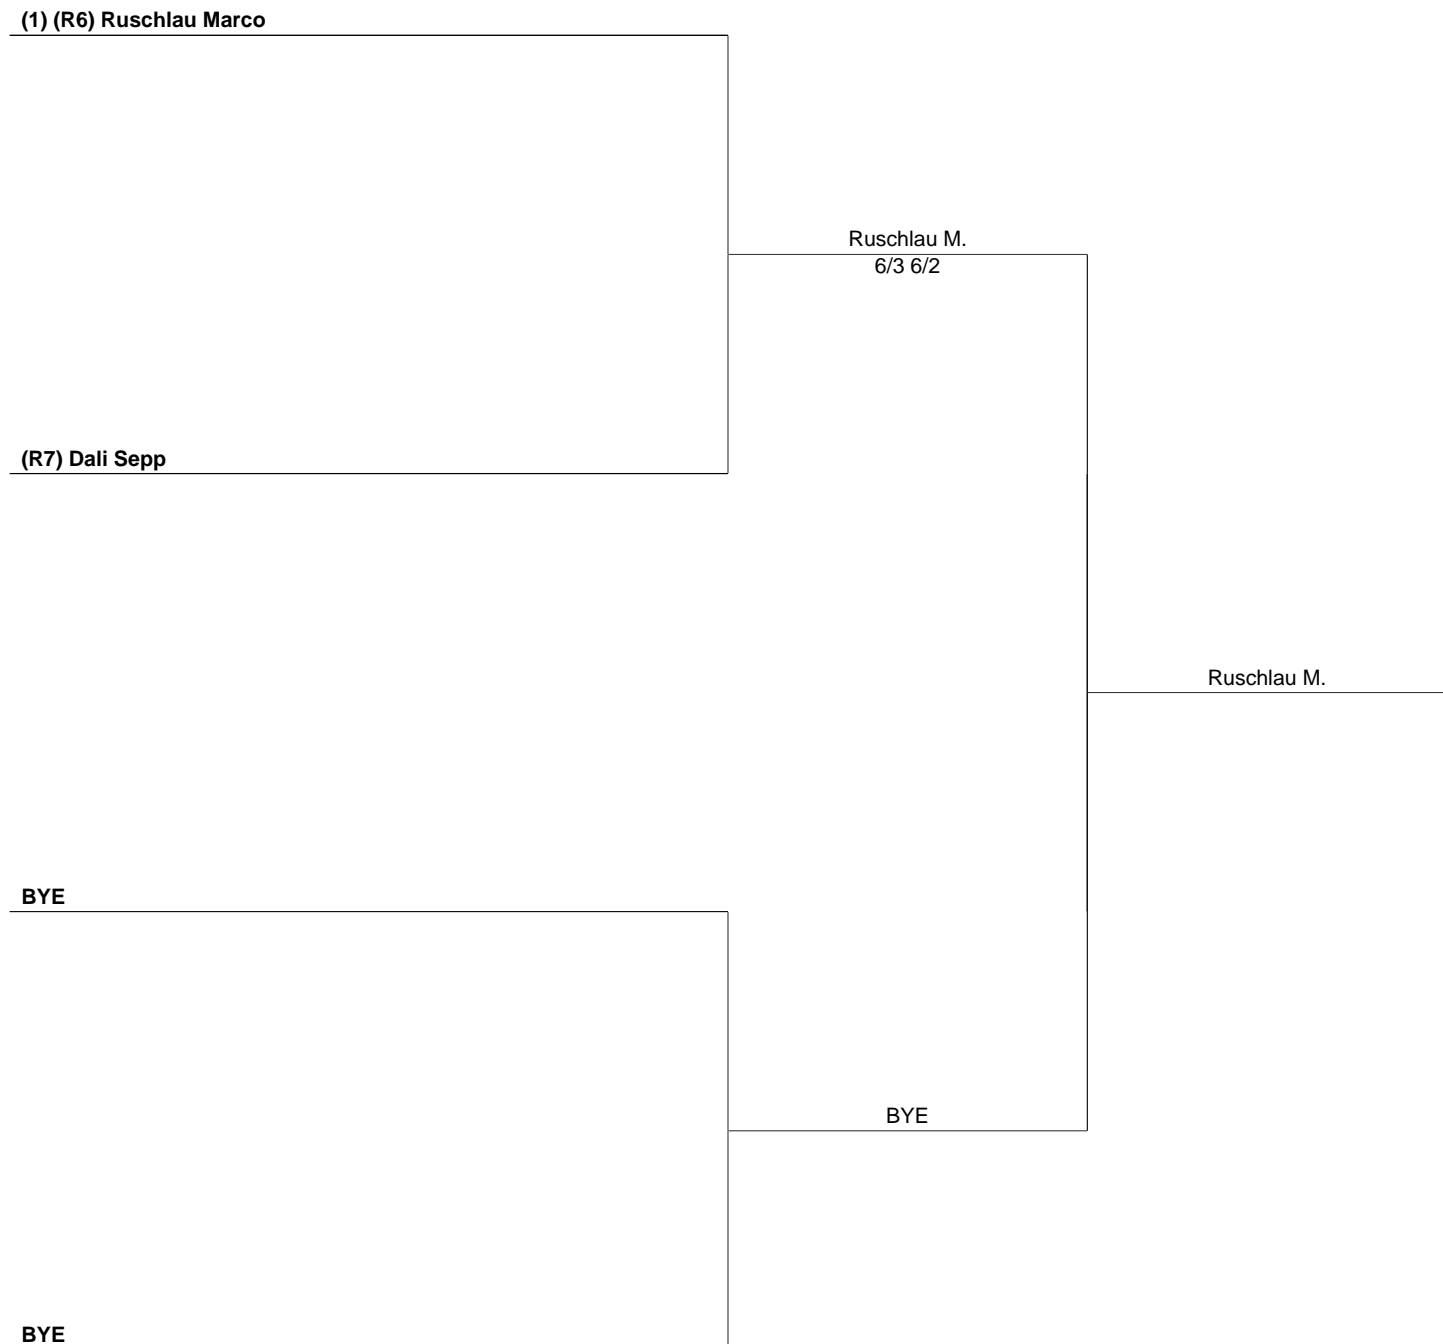 (1) (R6) Ruschlau Marco
Ruschlau M.
6/3 6/2
(R7) Dali Sepp
Ruschlau M.
BYE
BYE
BYE